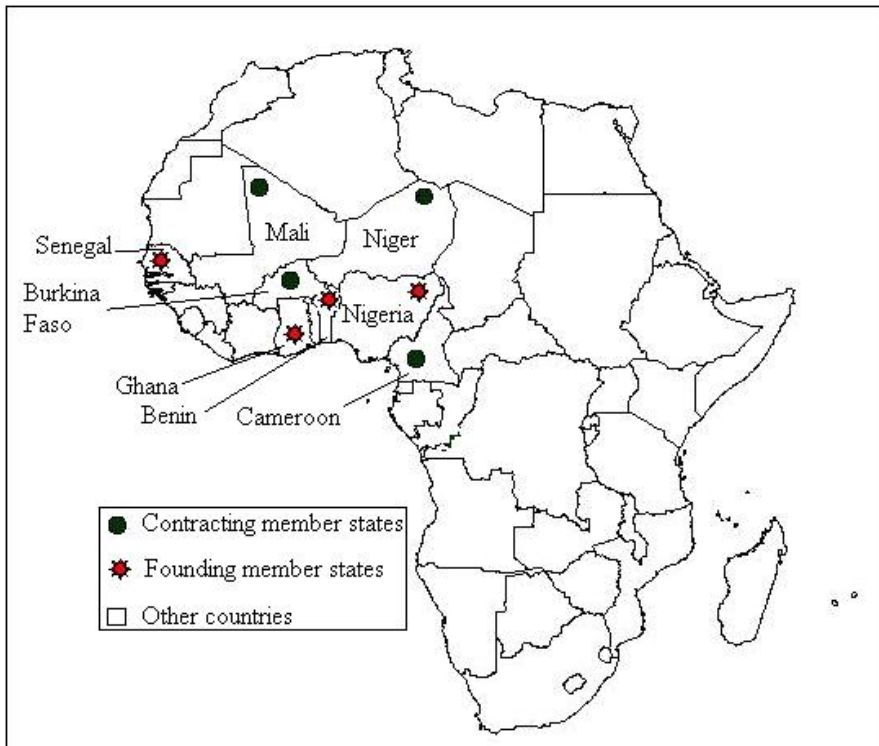 Mali
Niger
Senegal
Burkina
Faso
Nigeria
Ghana
Benin
Cameroon
Contracting member states
Founding member states
Other countries